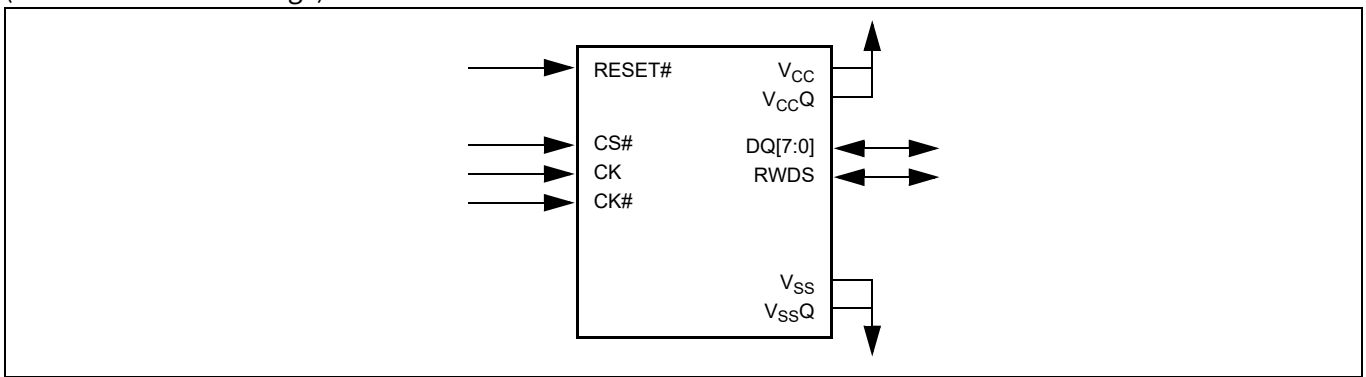 RESET#
CS#
CK
CK#
VCC
VCCQ
DQ[7:0]
RWDS
VSS
VSSQ